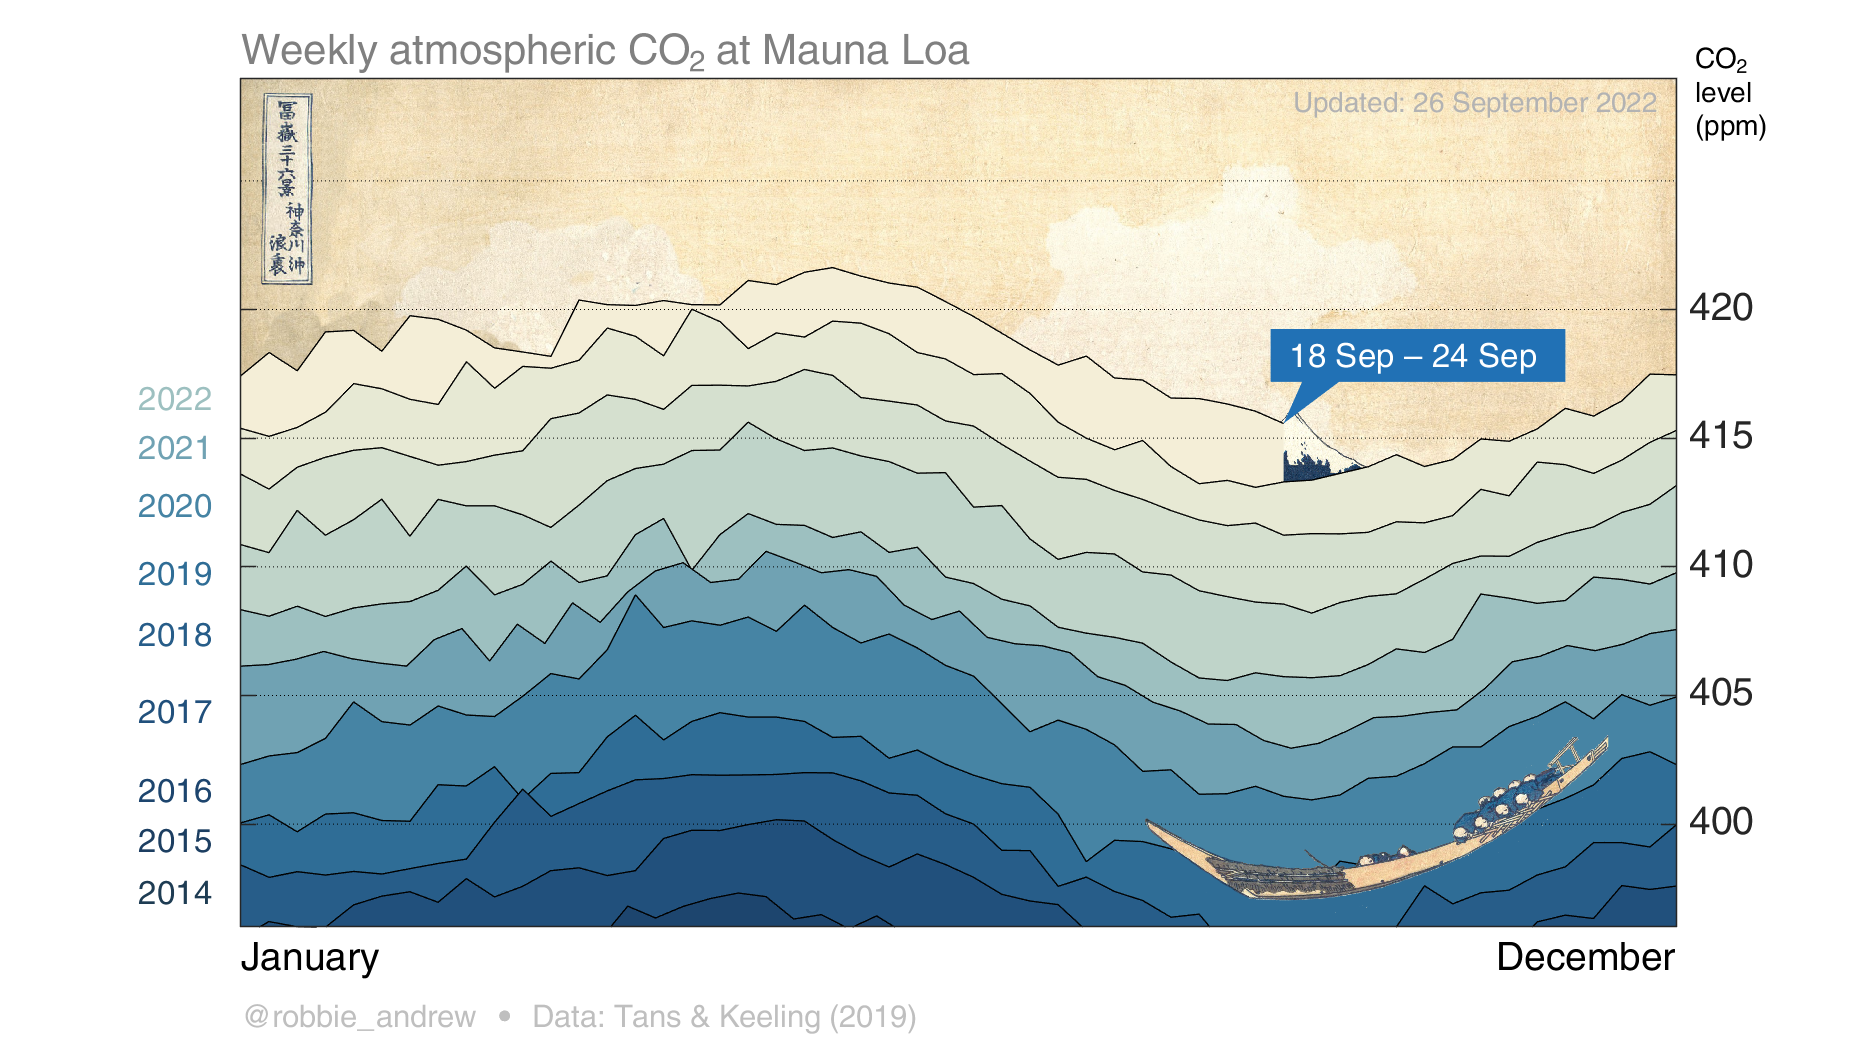 Weekly atmospheric CO₂ at Mauna Loa
CO₂
level
(ppm)
Updated: 26 September 2022
冨嶽三十六景
神奈川沖
浪裏
420
18 Sep – 24 Sep
2022
415
2021
2020
410
2019
2018
405
2017
2016
400
2015
2014
January
December
@robbie_andrew • Data: Tans & Keeling (2019)